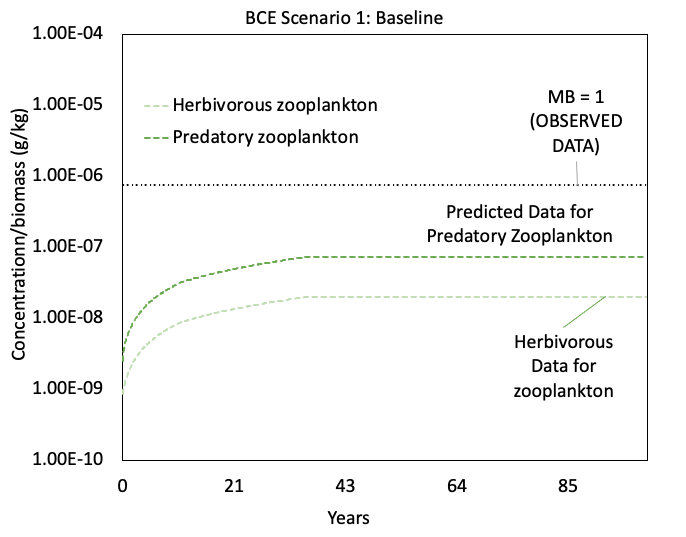 BCE Scenario 1: Baseline
1.00E-04
1.00E-05
1.00E-06
1.00E-07
1.00E-08
1.00E-09
1.00E-10
Concentrationn/biomass (g/kg)
Herbivorous zooplankton
Predatory zooplankton
MB = 1
(OBSERVED
DATA)
Predicted Data for
Predatory Zooplankton
Herbivorous
Data for
zooplankton
0
21
43
64
85
Years